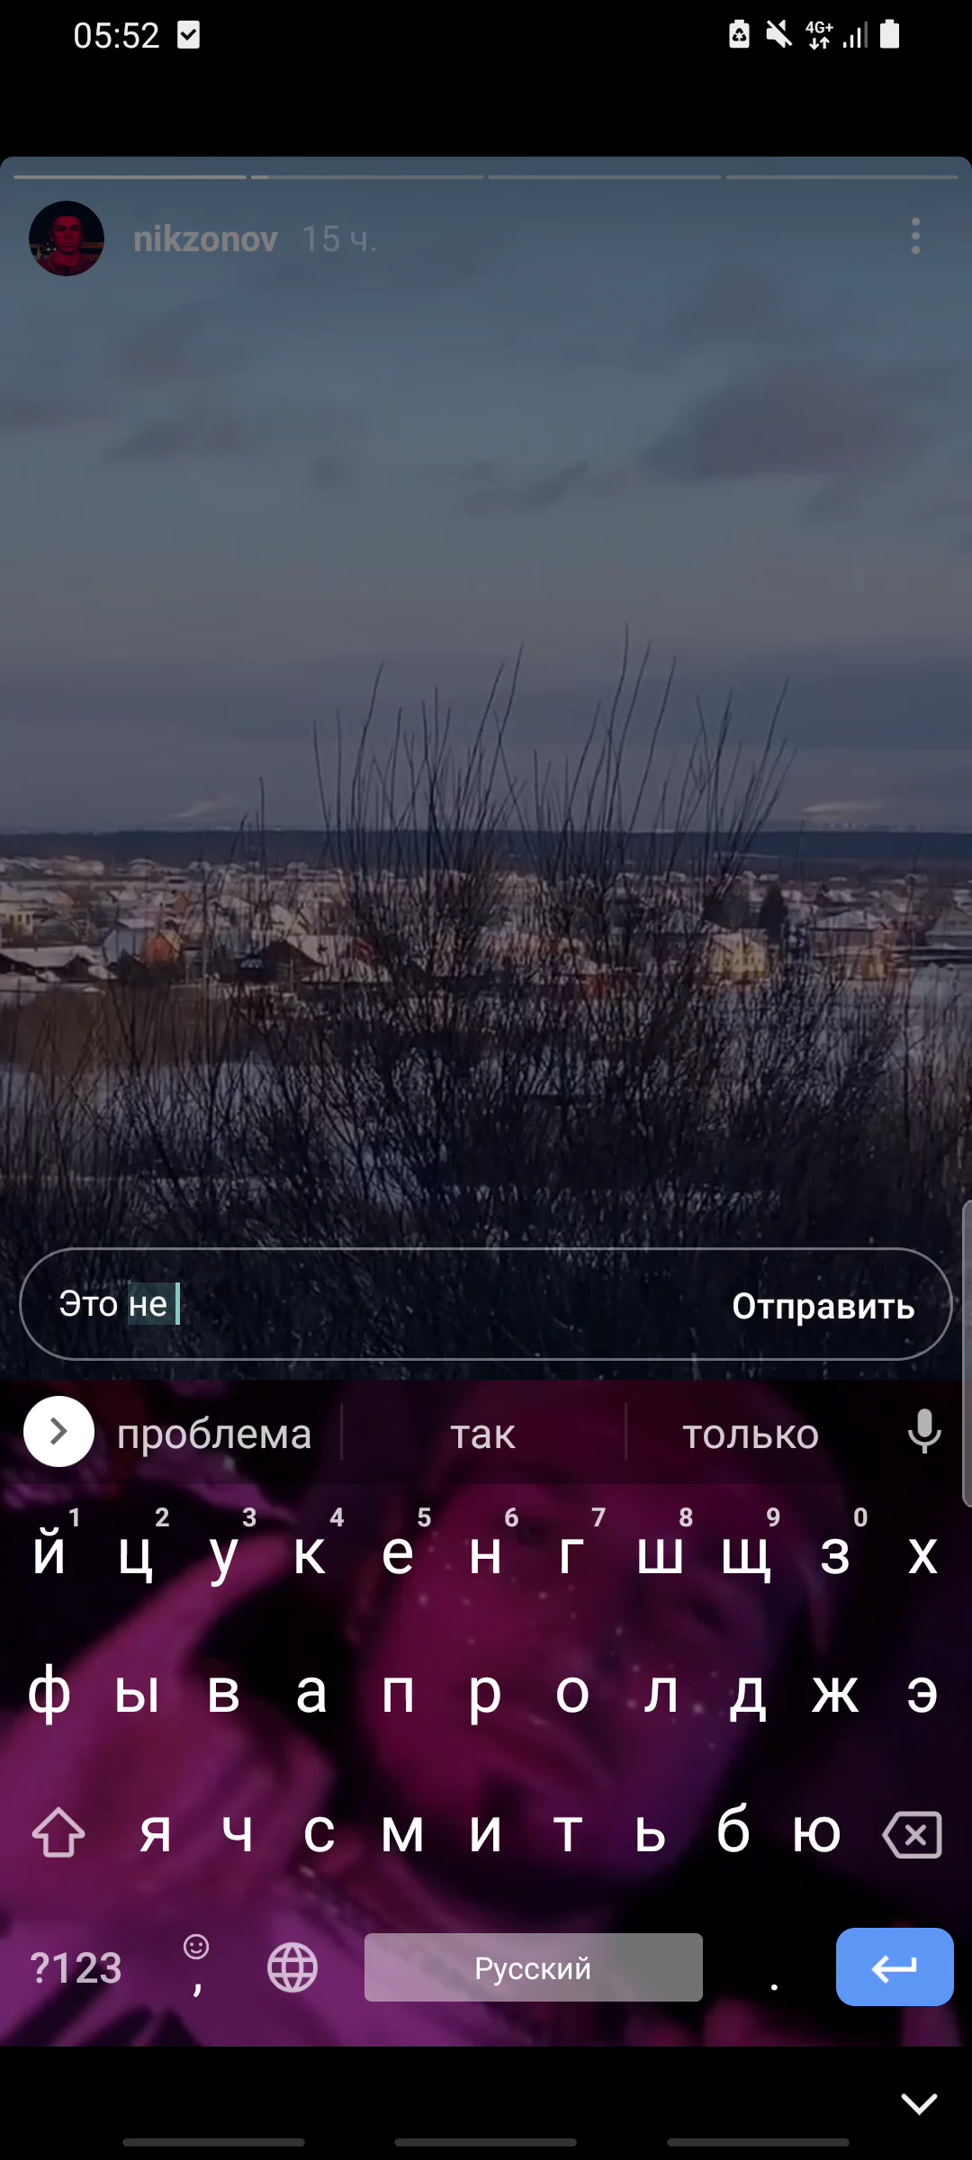 05:52 4G+
nikzonov 15 ч.
Это не Отправить
проблема так только
1 2 3 4 5 6 7 8 9 0
й ц у к е н г ш щ з х
ф ы в а п р о л д ж э
я ч с м и т ь б ю
?123 , Русский .